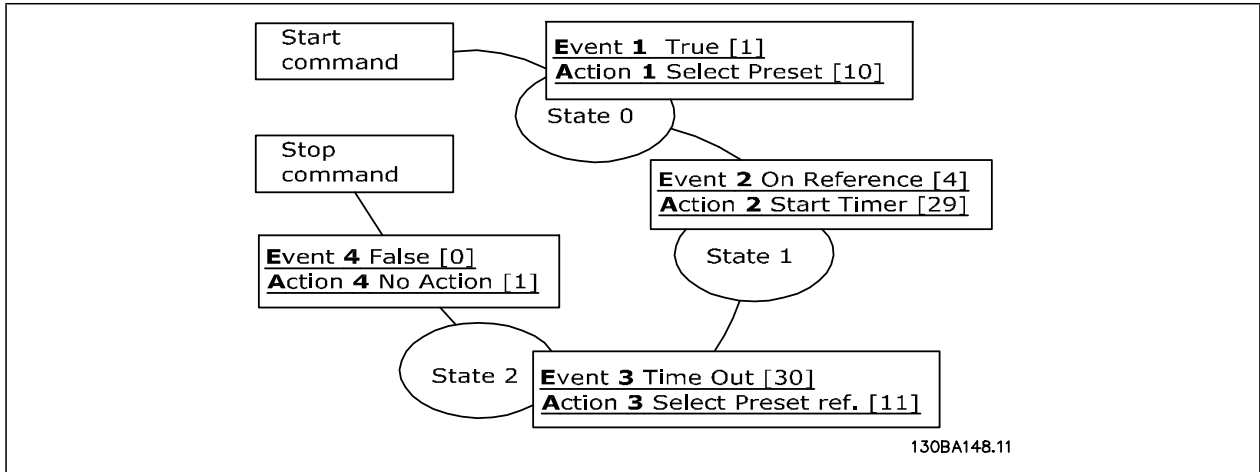 Start
command
Event 1 True [1]
Action 1 Select Preset [10]
State 0
Stop
command
Event 2 On Reference [4]
Action 2 Start Timer [29]
State 1
Event 4 False [0]
Action 4 No Action [1]
State 2
Event 3 Time Out [30]
Action 3 Select Preset ref. [11]
130BA148.11